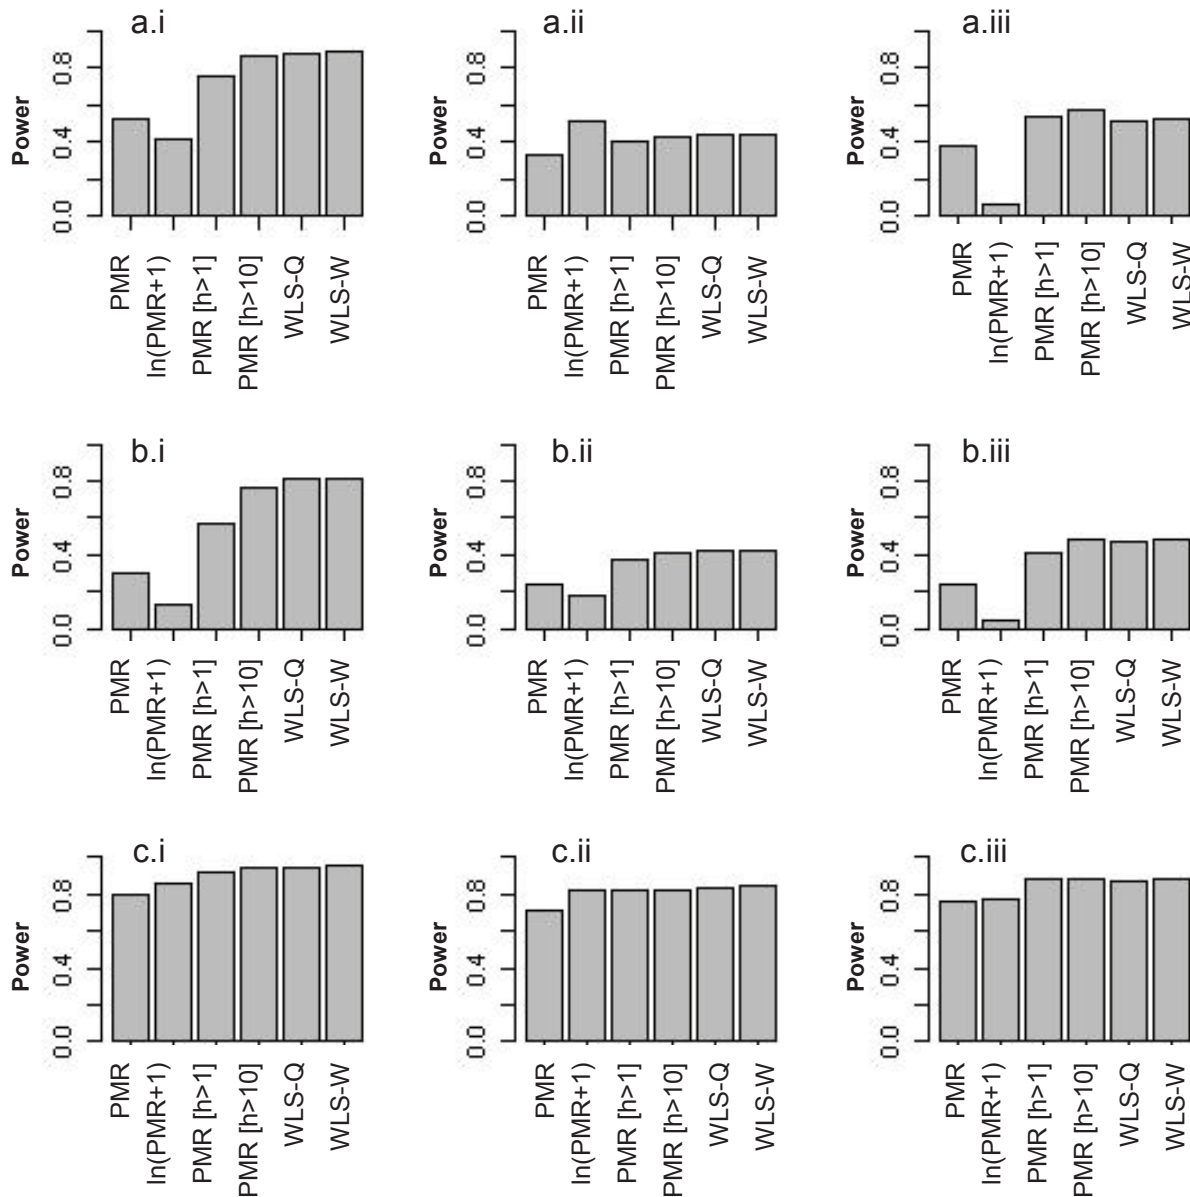 a.i
Power
0.0
0.4
0.8
PMR
ln(PMR+1)
PMR [h>1]
PMR [h>10]
WLS-Q
WLS-W
a.ii
Power
0.0
0.4
0.8
PMR
ln(PMR+1)
PMR [h>1]
PMR [h>10]
WLS-Q
WLS-W
a.iii
Power
0.0
0.4
0.8
PMR
ln(PMR+1)
PMR [h>1]
PMR [h>10]
WLS-Q
WLS-W
b.i
Power
0.0
0.4
0.8
PMR
ln(PMR+1)
PMR [h>1]
PMR [h>10]
WLS-Q
WLS-W
b.ii
Power
0.0
0.4
0.8
PMR
ln(PMR+1)
PMR [h>1]
PMR [h>10]
WLS-Q
WLS-W
b.iii
Power
0.0
0.4
0.8
PMR
ln(PMR+1)
PMR [h>1]
PMR [h>10]
WLS-Q
WLS-W
c.i
Power
0.0
0.4
0.8
PMR
ln(PMR+1)
PMR [h>1]
PMR [h>10]
WLS-Q
WLS-W
c.ii
Power
0.0
0.4
0.8
PMR
ln(PMR+1)
PMR [h>1]
PMR [h>10]
WLS-Q
WLS-W
c.iii
Power
0.0
0.4
0.8
PMR
ln(PMR+1)
PMR [h>1]
PMR [h>10]
WLS-Q
WLS-W